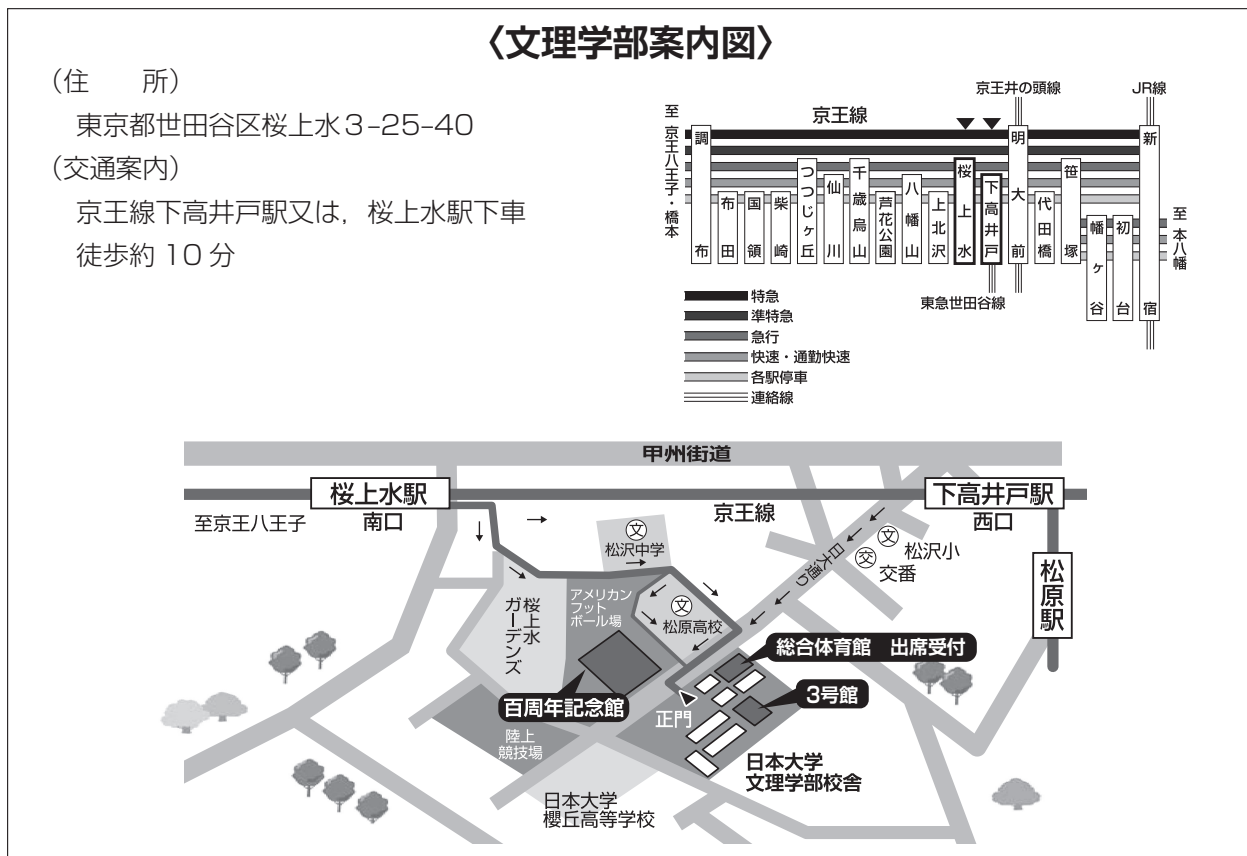 〈文理学部案内図〉
(住　　所)
東京都世田谷区桜上水3-25-40
(交通案内)
京王線下高井戸駅又は，桜上水駅下車
徒歩約10分
京王井の頭線
JR線
至 京王八王子・橋本
京王線
調布
布田
国領
柴崎
つつじヶ丘
仙川
千歳烏山
芦花公園
八幡山
上北沢
桜上水
下高井戸
明大前
代田橋
笹塚
幡ヶ谷
初台
新宿
至 本八幡
東急世田谷線
特急
準特急
急行
快速・通勤快速
各駅停車
連絡線
甲州街道
桜上水駅
南口
至京王八王子
京王線
下高井戸駅
西口
松原駅
文
松沢中学
日大通り
文
松沢小
交
交番
桜上水
ガーデンズ
アメリカン
フット
ボール場
文
松原高校
総合体育館　出席受付
3号館
百周年記念館
正門
陸上
競技場
日本大学
文理学部校舎
日本大学
櫻丘高等学校